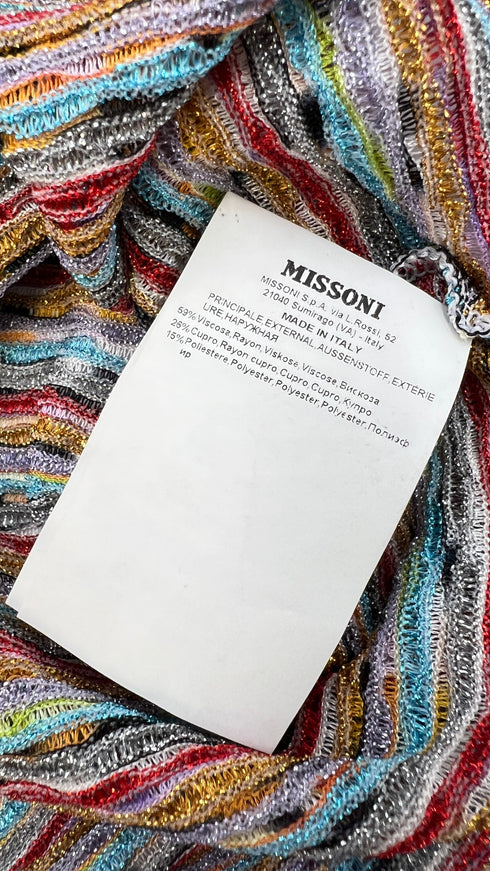 MISSONI
MISSONI S.p.A. via L.Rossi, 52
21040 Sumirago (VA) - Italy
MADE IN ITALY
PRINCIPALE,EXTERNAL,AUSSENSTOFF,EXTÉRIE
URE,НАРУЖНАЯ
59% Viscosa,Rayon,Viskose,Viscose,Вискоза
26% Cupro,Rayon cupro,Cupro,Cupro,Купро
15% Poliestere,Polyester,Polyester,Polyester,Полиэф
ир